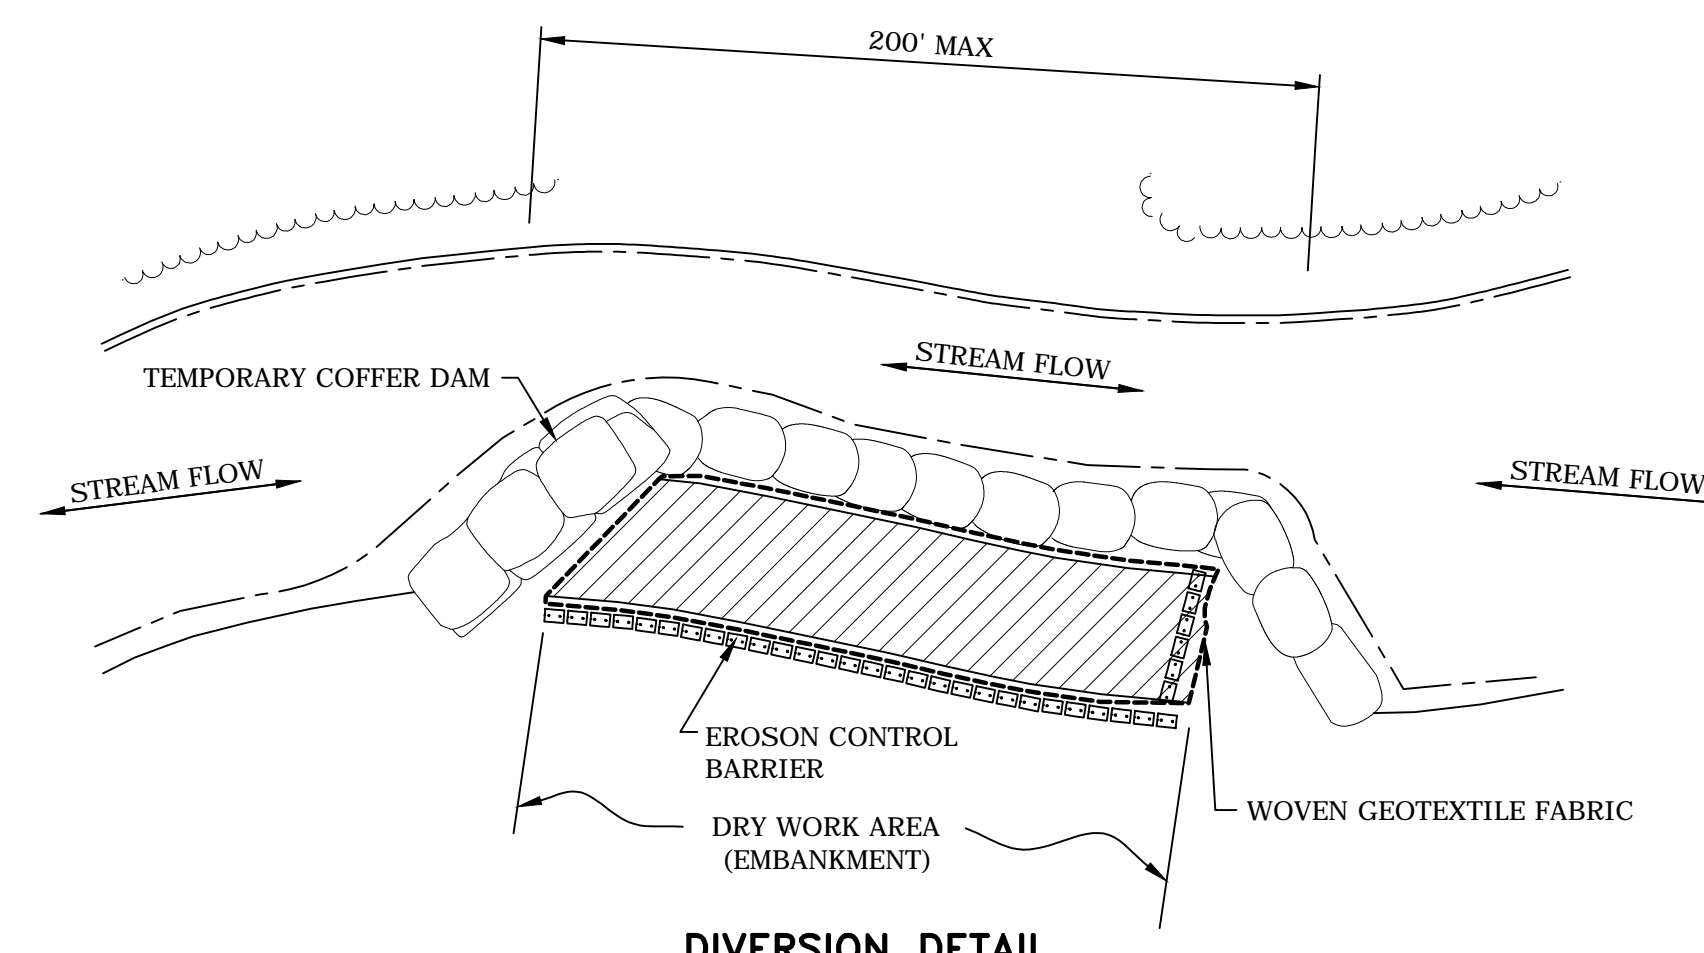 200' MAX
STREAM FLOW
TEMPORARY COFFER DAM
STREAM FLOW
STREAM FLOW
EROSON CONTROL
BARRIER
WOVEN GEOTEXTILE FABRIC
DRY WORK AREA
(EMBANKMENT)
DIVERSION DETAIL